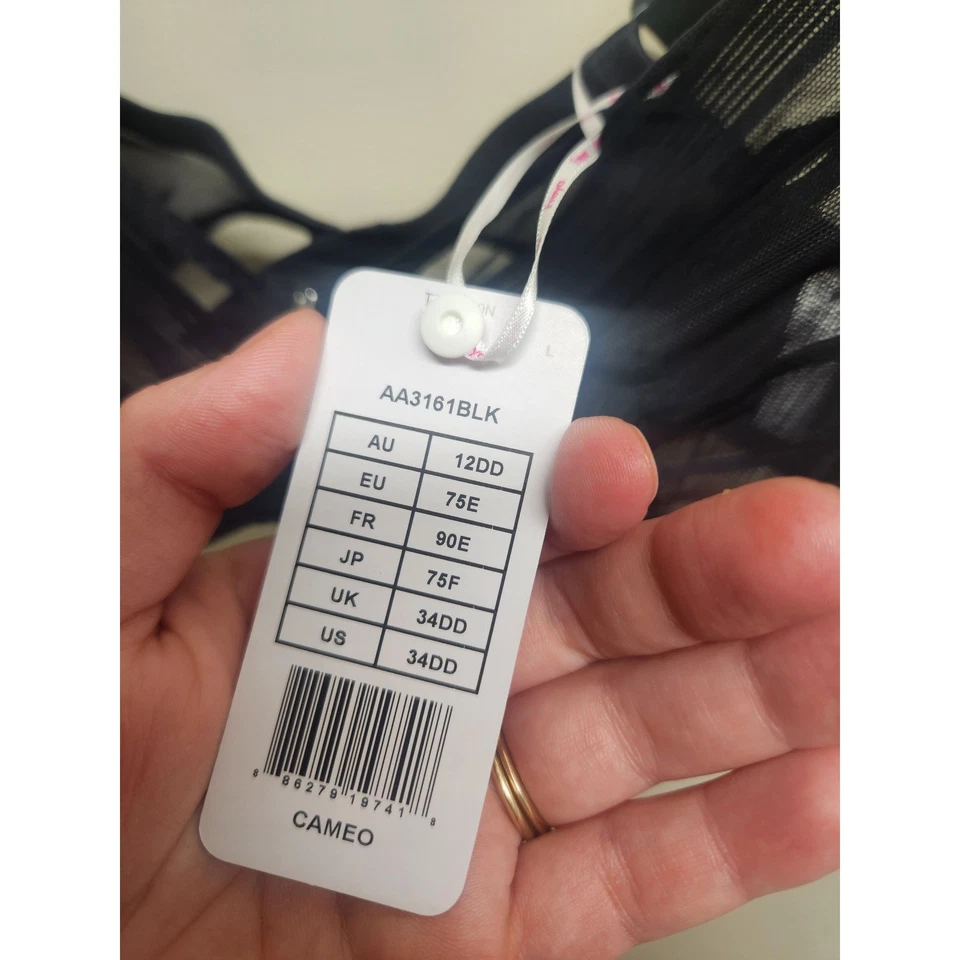 AA3161BLK
AU 12DD
EU 75E
FR 90E
JP 75F
UK 34DD
US 34DD
8 86279 19741 8
CAMEO